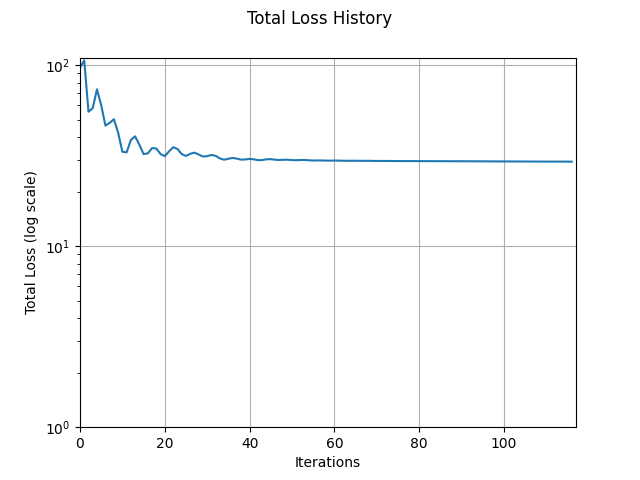 Total Loss History
10²
10¹
10⁰
Total Loss (log scale)
0 20 40 60 80 100
Iterations